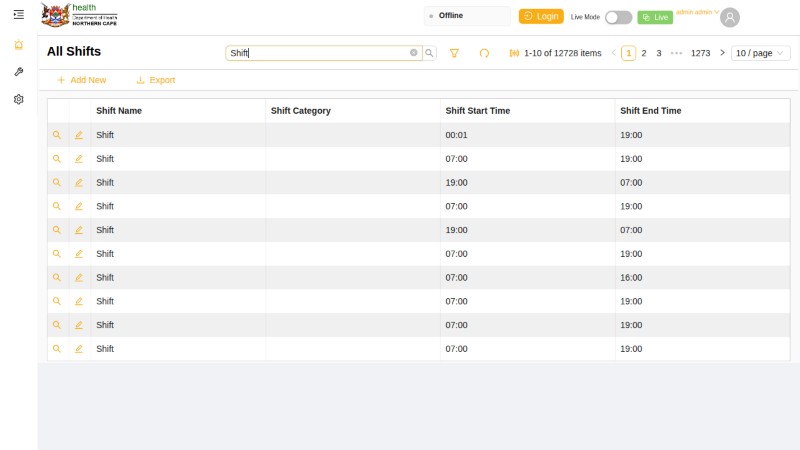 health
Department of Health
NORTHERN CAPE
Offline
Login
Live Mode
Live
admin admin
All Shifts
Shift
1-10 of 12728 items
1 2 3 ••• 1273
10 / page
Add New
Export
Shift Name Shift Category Shift Start Time Shift End Time
Shift 00:01 19:00
Shift 07:00 19:00
Shift 19:00 07:00
Shift 07:00 19:00
Shift 19:00 07:00
Shift 07:00 19:00
Shift 07:00 16:00
Shift 07:00 19:00
Shift 07:00 19:00
Shift 07:00 19:00